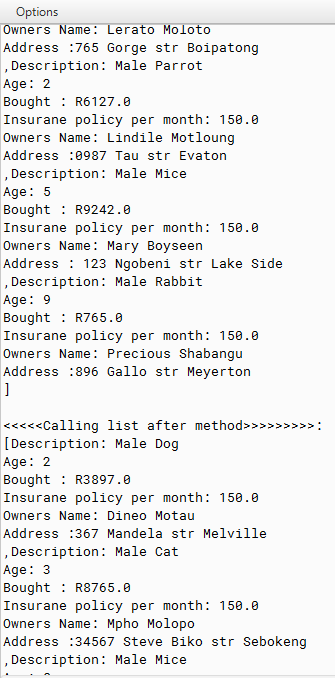 Options
Owners Name: Lerato Moloto
Address :765 Gorge str Boipatong
,Description: Male Parrot
Age: 2
Bought : R6127.0
Insurane policy per month: 150.0
Owners Name: Lindile Motloung
Address :0987 Tau str Evaton
,Description: Male Mice
Age: 5
Bought : R9242.0
Insurane policy per month: 150.0
Owners Name: Mary Boyseen
Address : 123 Ngobeni str Lake Side
,Description: Male Rabbit
Age: 9
Bought : R765.0
Insurane policy per month: 150.0
Owners Name: Precious Shabangu
Address :896 Gallo str Meyerton
]
<<<<<Calling list after method>>>>>>>>>:
[Description: Male Dog
Age: 2
Bought : R3897.0
Insurane policy per month: 150.0
Owners Name: Dineo Motau
Address :367 Mandela str Melville
,Description: Male Cat
Age: 3
Bought : R8765.0
Insurane policy per month: 150.0
Owners Name: Mpho Molopo
Address :34567 Steve Biko str Sebokeng
,Description: Male Mice